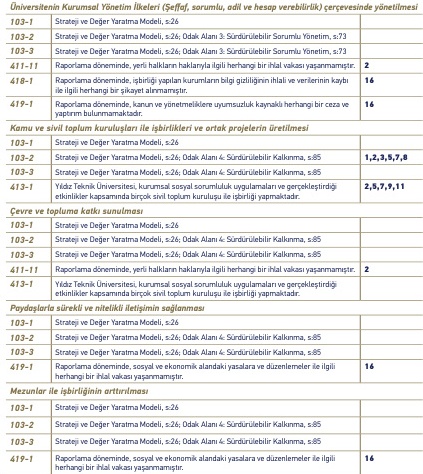 Üniversitenin Kurumsal Yönetim İlkeleri (Şeffaf, sorumlu, adil ve hesap verebilirlik) çerçevesinde yönetilmesi
103-1 Strateji ve Değer Yaratma Modeli, s:26
103-2 Strateji ve Değer Yaratma Modeli, s:26; Odak Alanı 3: Sürdürülebilir Sorumlu Yönetim, s:73
103-3 Strateji ve Değer Yaratma Modeli, s:26; Odak Alanı 3: Sürdürülebilir Sorumlu Yönetim, s:73
411-11 Raporlama döneminde, yerli halkların haklarıyla ilgili herhangi bir ihlal vakası yaşanmamıştır. 2
418-1 Raporlama döneminde, işbirliği yapılan kurumların bilgi gizliliğinin ihlali ve verilerinin kaybı 16
ile ilgili herhangi bir şikayet alınmamıştır.
419-1 Raporlama döneminde, kanun ve yönetmeliklere uyumsuzluk kaynaklı herhangi bir ceza ve 16
yaptırım bulunmamaktadır.
Kamu ve sivil toplum kuruluşları ile işbirlikleri ve ortak projelerin üretilmesi
103-1 Strateji ve Değer Yaratma Modeli, s:26
103-2 Strateji ve Değer Yaratma Modeli, s:26; Odak Alanı 4: Sürdürülebilir Kalkınma, s:85 1,2,3,5,7,8
103-3 Strateji ve Değer Yaratma Modeli, s:26; Odak Alanı 4: Sürdürülebilir Kalkınma, s:85
413-1 Yıldız Teknik Üniversitesi, kurumsal sosyal sorumluluk uygulamaları ve gerçekleştirdiği 2,5,7,9,11
etkinlikler kapsamında birçok sivil toplum kuruluşu ile işbirliği yapmaktadır.
Çevre ve topluma katkı sunulması
103-1 Strateji ve Değer Yaratma Modeli, s:26
103-2 Strateji ve Değer Yaratma Modeli, s:26; Odak Alanı 4: Sürdürülebilir Kalkınma, s:85
103-3 Strateji ve Değer Yaratma Modeli, s:26; Odak Alanı 4: Sürdürülebilir Kalkınma, s:85
411-11 Raporlama döneminde, yerli halkların haklarıyla ilgili herhangi bir ihlal vakası yaşanmamıştır. 2
413-1 Yıldız Teknik Üniversitesi, kurumsal sosyal sorumluluk uygulamaları ve gerçekleştirdiği
etkinlikler kapsamında birçok sivil toplum kuruluşu ile işbirliği yapmaktadır.
Paydaşlarla sürekli ve nitelikli iletişimin sağlanması
103-1 Strateji ve Değer Yaratma Modeli, s:26
103-2 Strateji ve Değer Yaratma Modeli, s:26; Odak Alanı 4: Sürdürülebilir Kalkınma, s:85
103-3 Strateji ve Değer Yaratma Modeli, s:26; Odak Alanı 4: Sürdürülebilir Kalkınma, s:85
419-1 Raporlama döneminde, sosyal ve ekonomik alandaki yasalara ve düzenlemeler ile ilgili 16
herhangi bir ihlal vakası yaşanmamıştır.
Mezunlar ile işbirliğinin arttırılması
103-1 Strateji ve Değer Yaratma Modeli, s:26
103-2 Strateji ve Değer Yaratma Modeli, s:26; Odak Alanı 4: Sürdürülebilir Kalkınma, s:85
103-3 Strateji ve Değer Yaratma Modeli, s:26; Odak Alanı 4: Sürdürülebilir Kalkınma, s:85
419-1 Raporlama döneminde, sosyal ve ekonomik alandaki yasalara ve düzenlemeler ile ilgili 16
herhangi bir ihlal vakası yaşanmamıştır.